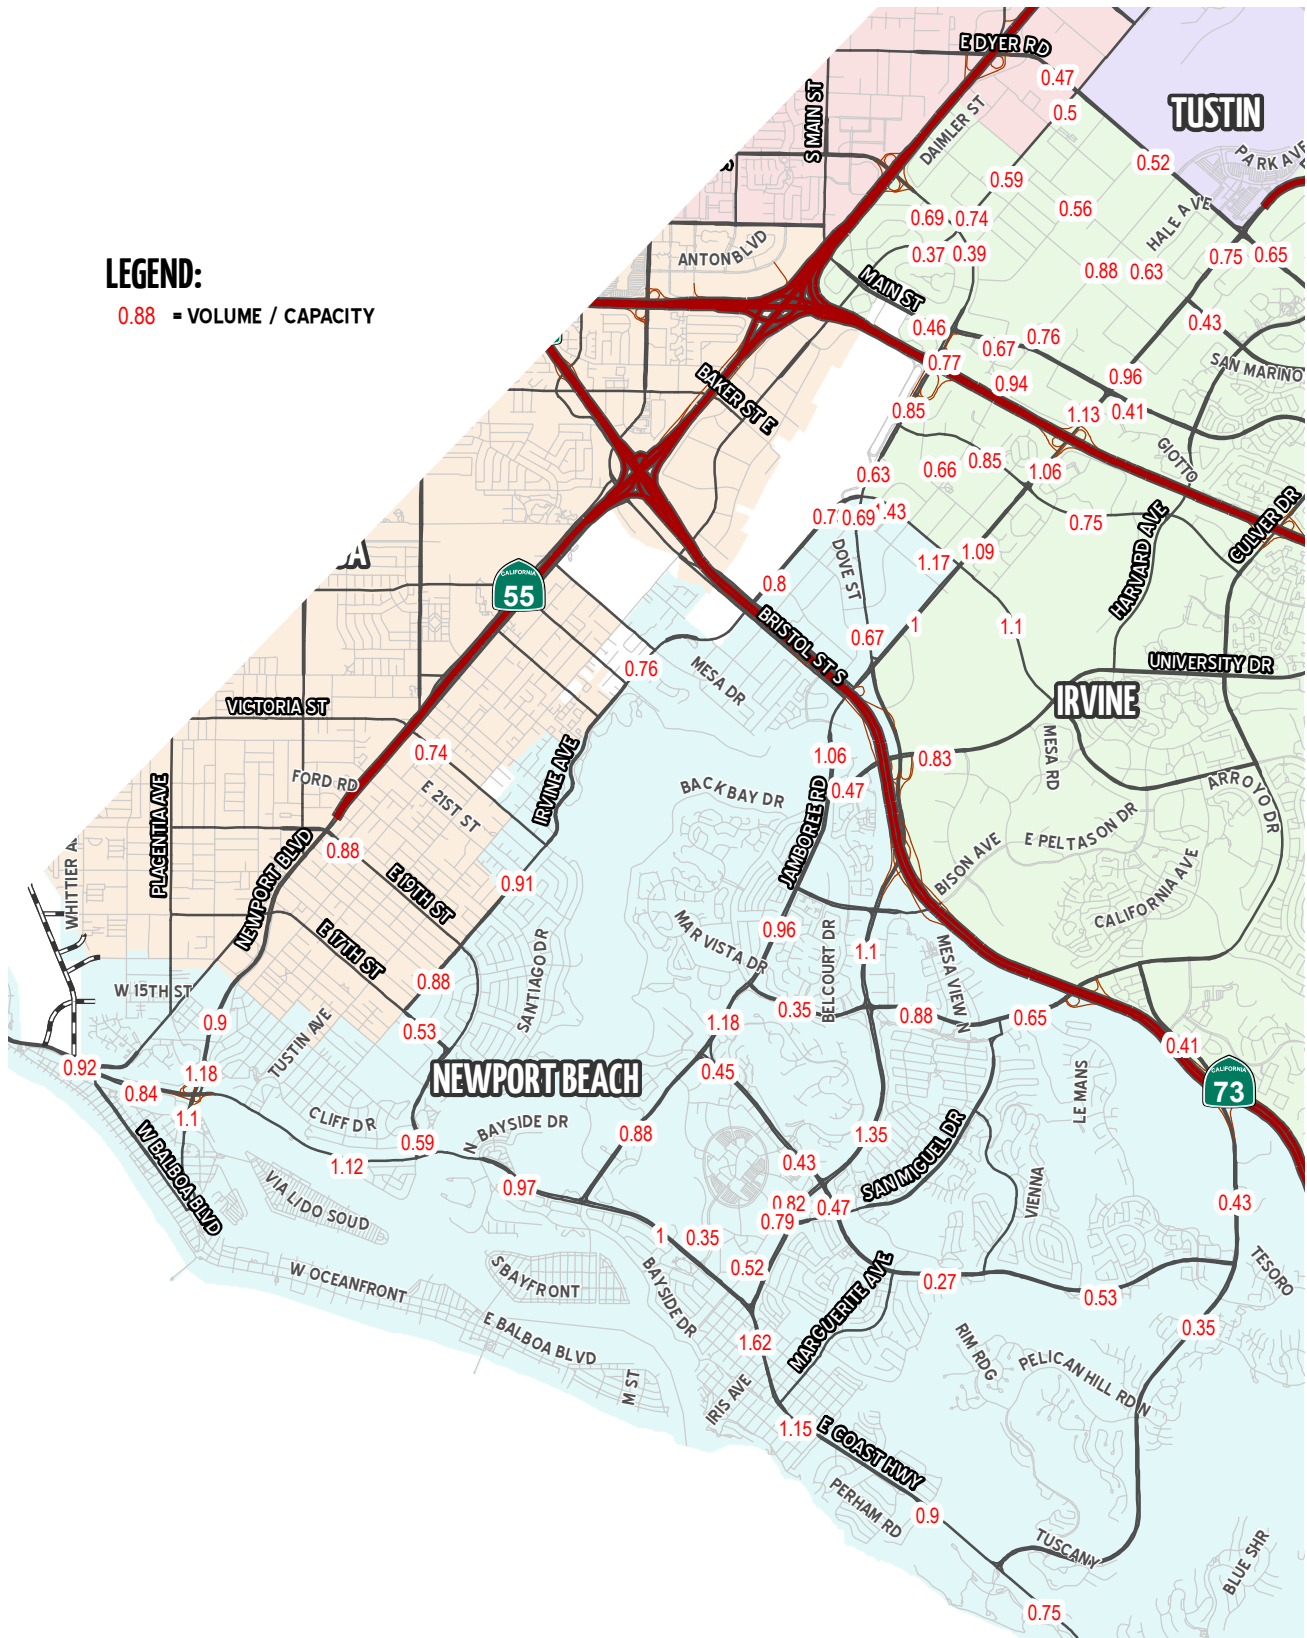 E DYER RD
0.47
S MAIN ST
0.5
TUSTIN
DAIMLER ST
PARK AVE
0.52
0.59
0.56
HALE AVE
0.69
0.74
ANTON BLVD
0.37
0.39
0.75
0.65
LEGEND:
0.88
0.63
MAIN ST
0.88 = VOLUME / CAPACITY
0.46
0.43
0.76
0.67
0.77
SAN MARINO
BAKER ST E
0.94
0.96
0.85
1.13
0.41
GIOTTO
0.66
0.85
1.06
0.63
0.69
0.75
CULVER DR
HARVARD AVE
DOVE ST
1.17
1.09
CALIFORNIA
55
0.8
BRISTOL ST S
1
1.1
0.67
0.76
MESA DR
UNIVERSITY DR
IRVINE
VICTORIA ST
0.74
MESA RD
1.06
0.83
FORD RD
E 21ST ST
IRVINE AVE
BACKBAY DR
0.47
ARROYO DR
PLACENTIA AVE
JAMBOREE RD
E PELTASON DR
NEWPORT BLVD
0.88
BISON AVE
CALIFORNIA AVE
WHITTIER A
E 19TH ST
0.91
MAR VISTA DR
0.96
BELCOURT DR
E 17TH ST
1.1
MESA VIEW N
SANTIAGO DR
W 15TH ST
0.88
0.35
0.88
0.65
0.9
TUSTIN AVE
0.53
1.18
0.41
0.92
1.18
NEWPORT BEACH
0.45
LE MANS
CALIFORNIA
73
0.84
1.1
CLIFF DR
N BAYSIDE DR
0.88
1.35
SAN MIGUEL DR
W BALBOA BLVD
0.59
1.12
0.43
VIENNA
VIA LIDO SOUD
0.97
0.82
0.47
0.43
0.79
1
0.35
W OCEANFRONT
S BAYFRONT
BAYSIDE DR
0.52
MARGUERITE AVE
0.27
TESORO
0.53
E BALBOA BLVD
1.62
0.35
RIM RDG
PELICAN HILL RD N
M ST
IRIS AVE
1.15
E COAST HWY
PERHAM RD
0.9
TUSCANY
BLUE SHR
0.75